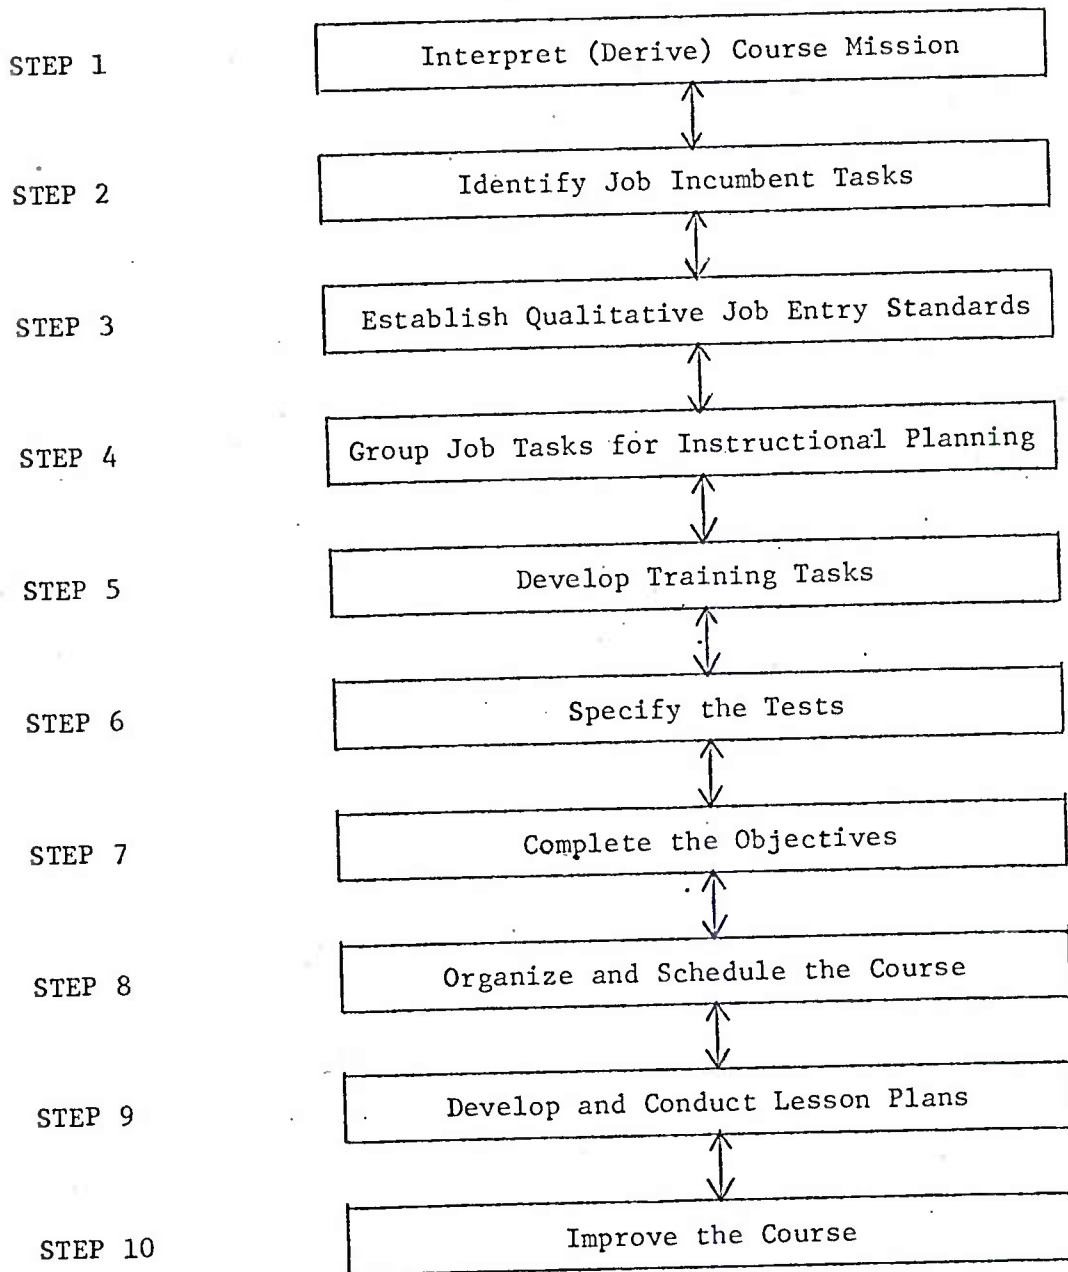 STEP 1 Interpret (Derive) Course Mission
STEP 2 Identify Job Incumbent Tasks
STEP 3 Establish Qualitative Job Entry Standards
STEP 4 Group Job Tasks for Instructional Planning
STEP 5 Develop Training Tasks
STEP 6 Specify the Tests
STEP 7 Complete the Objectives
STEP 8 Organize and Schedule the Course
STEP 9 Develop and Conduct Lesson Plans
STEP 10 Improve the Course